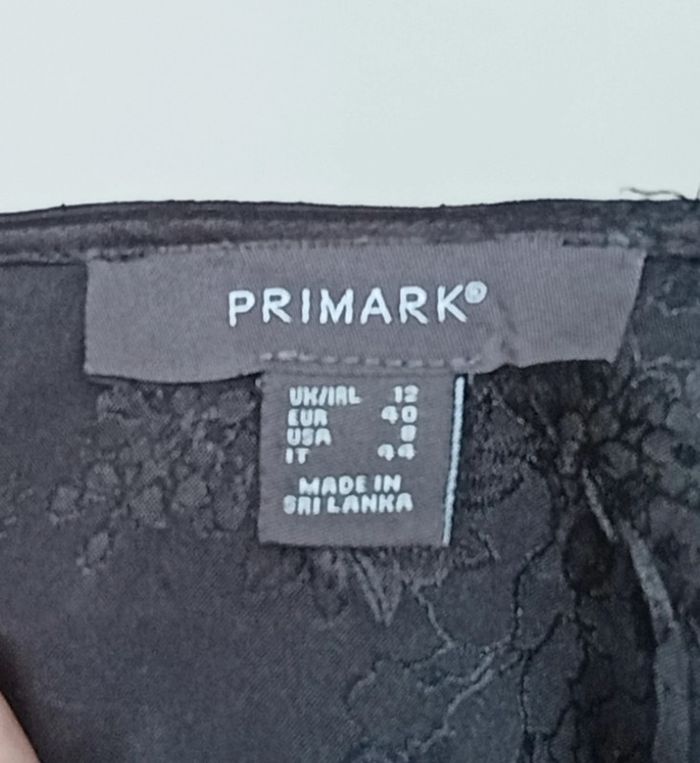 PRIMARK®
UK/IRL 12
EUR 40
USA 8
IT 44
MADE IN
SRI LANKA